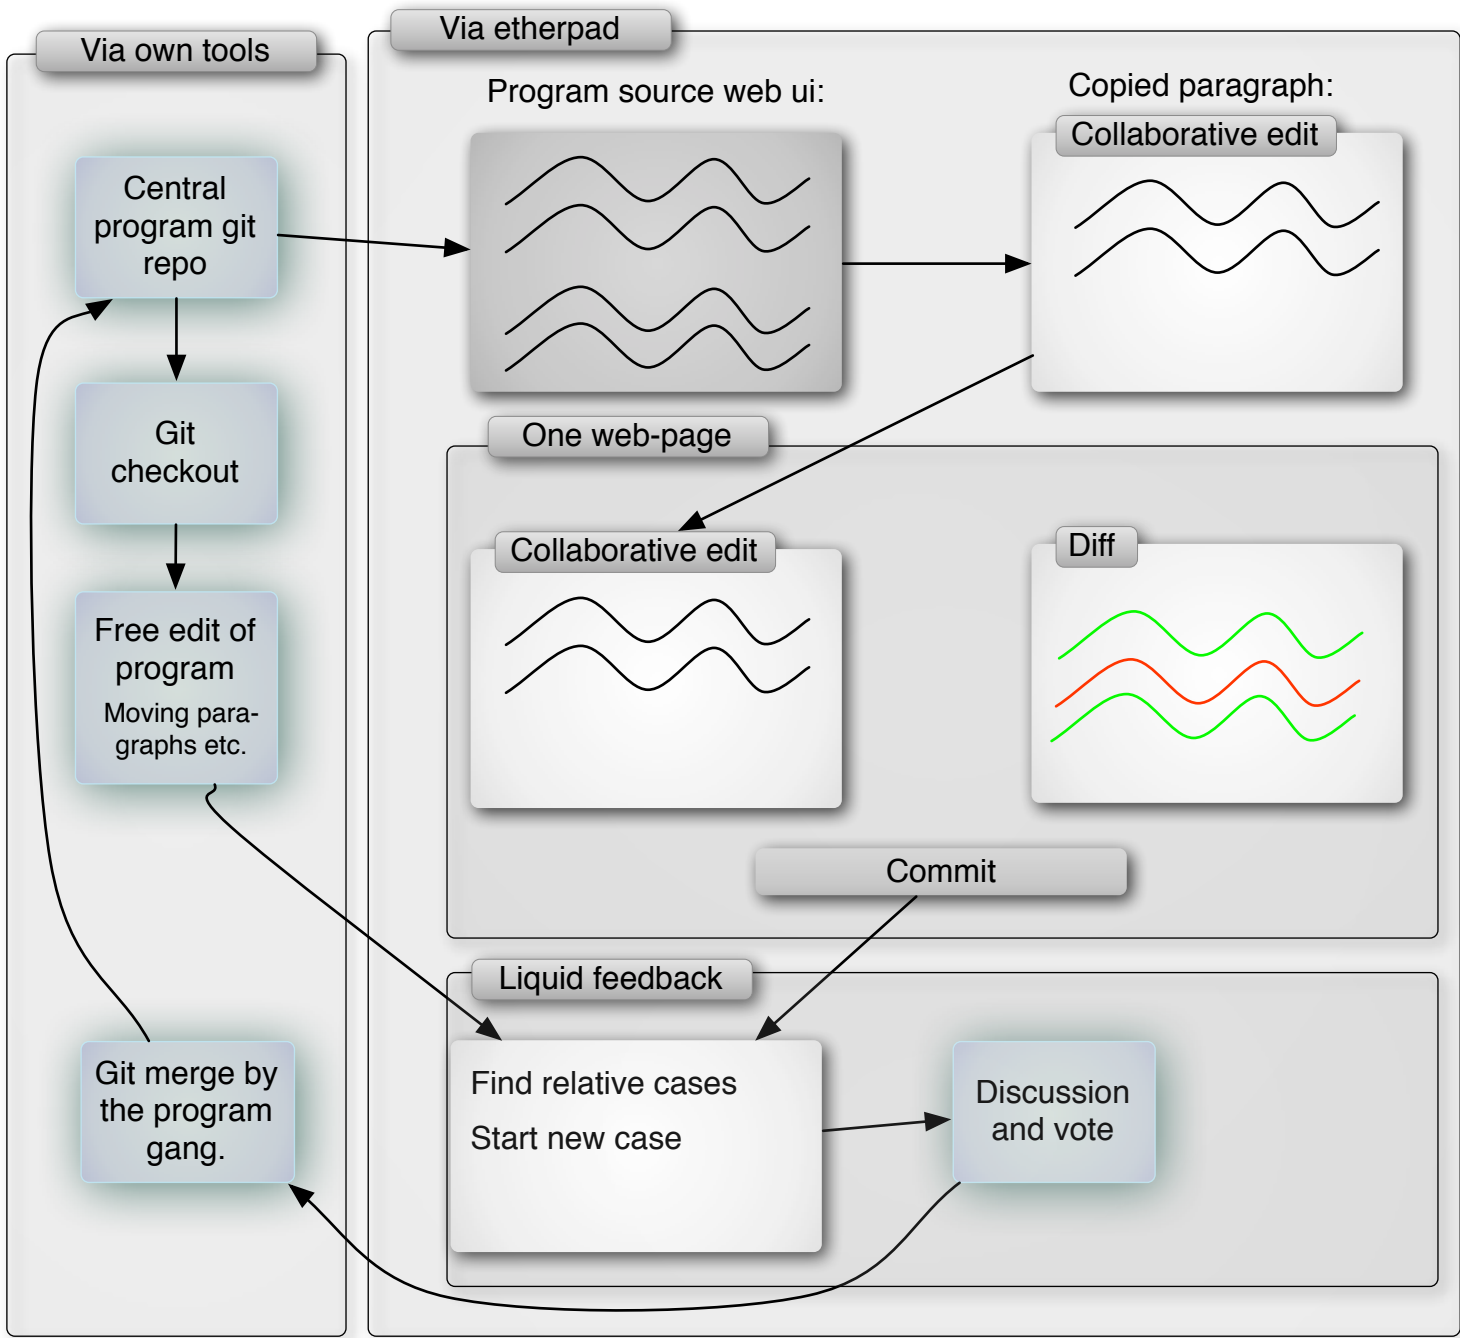 Via own tools
Central
program git
repo
Git
checkout
Free edit of
program
Moving para-
graphs etc.
Git merge by
the program
gang.
Via etherpad
Program source web ui:
Copied paragraph:
Collaborative edit
One web-page
Collaborative edit
Diff
Commit
Liquid feedback
Find relative cases
Start new case
Discussion
and vote